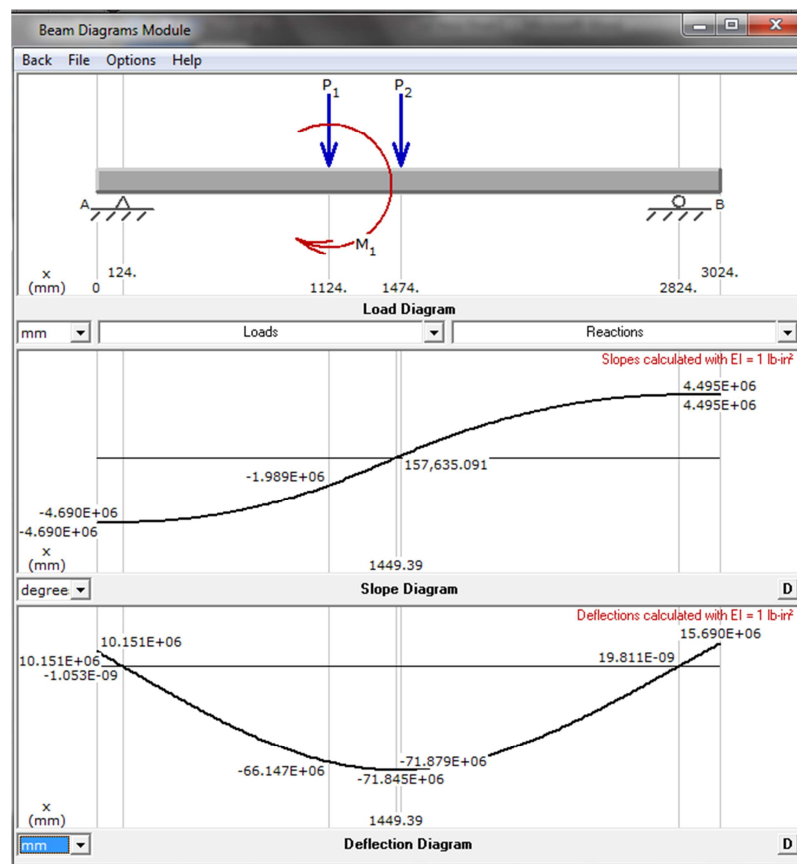 Beam Diagrams Module
Back File Options Help
P1 P2
A B
M1
x
(mm) 0 124. 1124. 1474. 2824. 3024.
Load Diagram
mm Loads Reactions
Slopes calculated with EI = 1 lb-in²
4.495E+06
4.495E+06
-1.989E+06 157,635.091
-4.690E+06
-4.690E+06
x
(mm) 1449.39
degree Slope Diagram D
Deflections calculated with EI = 1 lb-in²
10.151E+06 15.690E+06
10.151E+06 19.811E-09
-1.053E-09
-66.147E+06 -71.879E+06
-71.845E+06
x
(mm) 1449.39
mm Deflection Diagram D